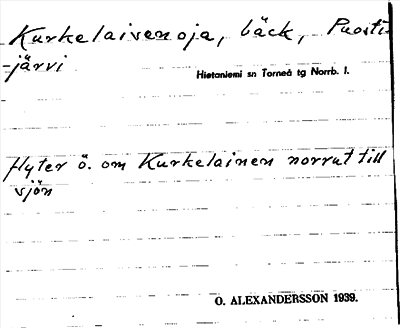 Kurkelaisenoja, bäck, Puosti-
-järvi
Hietaniemi sn Torneå tg Norrb. l.
Flyter ö. om Kurkelainen norrut till
sjön
O. ALEXANDERSSON 1939.